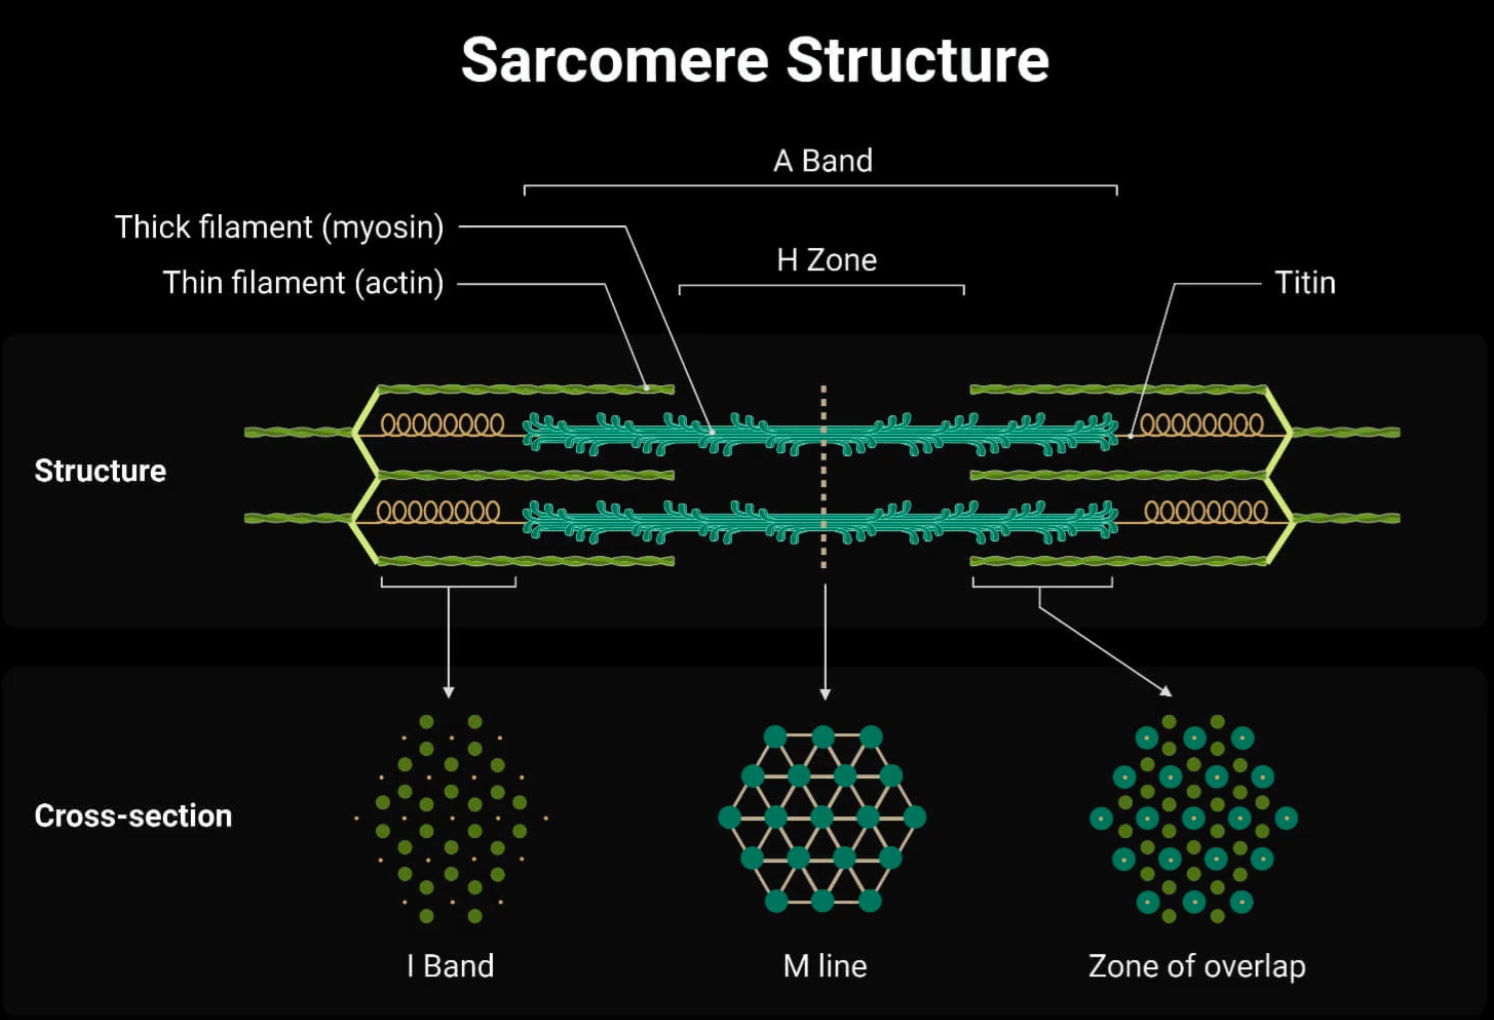 Sarcomere Structure
A Band
Thick filament (myosin)
H Zone
Thin filament (actin)
Titin
Structure
Cross-section
I Band
M line
Zone of overlap